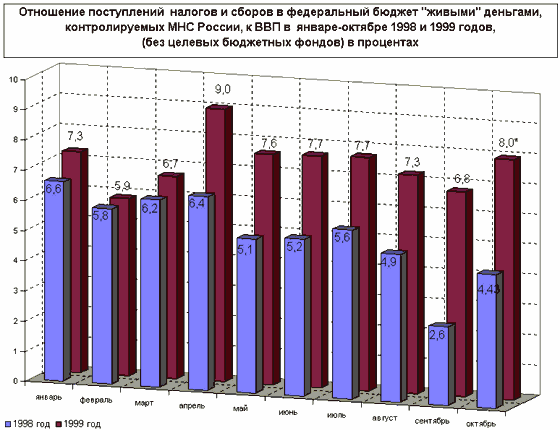 Отношение поступлений налогов и сборов в федеральный бюджет "живыми" деньгами,
контролируемых МНС России, к ВВП в январе-октябре 1998 и 1999 годов,
(без целевых бюджетных фондов) в процентах
10
9
8
7
6
5
4
3
2
1
0
7,3
5,9
6,7
9,0
7,6
7,7
7,7
7,3
6,8
8,0*
6,6
5,8
6,2
6,4
5,1
5,2
5,6
4,9
2,6
4,43
январь
февраль
март
апрель
май
июнь
июль
август
сентябрь
октябрь
1998 год
1999 год